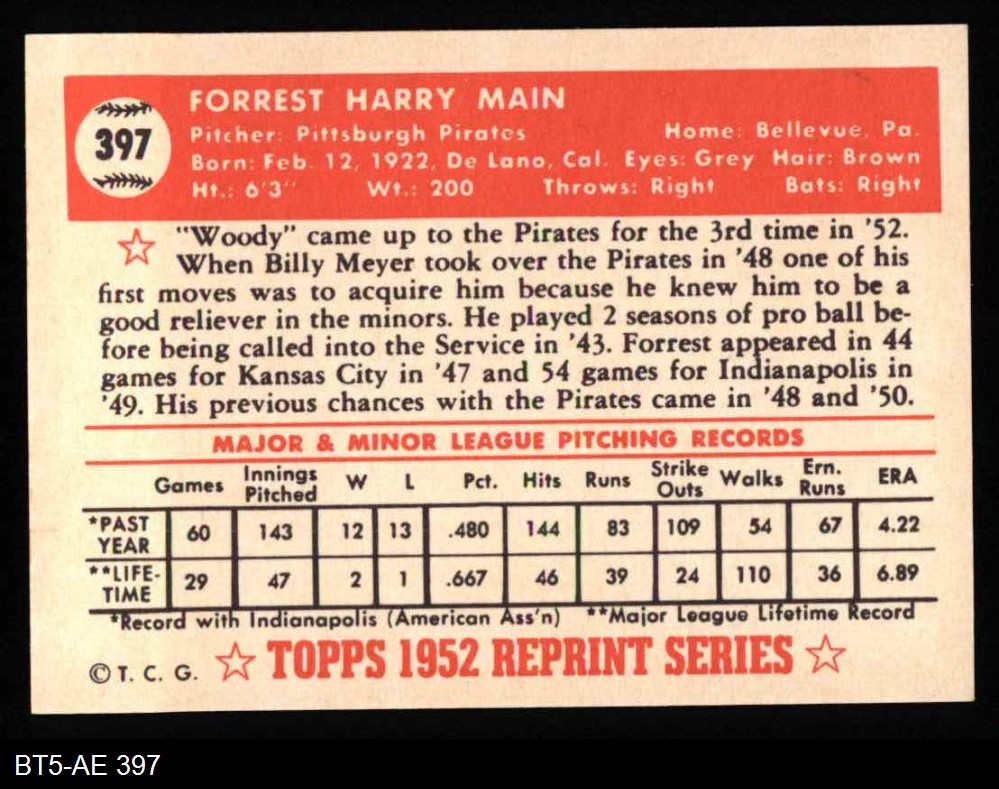 397
FORREST HARRY MAIN
Pitcher: Pittsburgh Pirates Home: Bellevue, Pa.
Born: Feb. 12, 1922, De Lano, Cal. Eyes: Grey Hair: Brown
Ht.: 6'3" Wt.: 200 Throws: Right Bats: Right
"Woody" came up to the Pirates for the 3rd time in '52.
When Billy Meyer took over the Pirates in '48 one of his
first moves was to acquire him because he knew him to be a
good reliever in the minors. He played 2 seasons of pro ball be-
fore being called into the Service in '43. Forrest appeared in 44
games for Kansas City in '47 and 54 games for Indianapolis in
'49. His previous chances with the Pirates came in '48 and '50.
MAJOR & MINOR LEAGUE PITCHING RECORDS
Games Innings Pitched W L Pct. Hits Runs Strike Outs Walks Ern. Runs ERA
*PAST YEAR 60 143 12 13 .480 144 83 109 54 67 4.22
**LIFE-TIME 29 47 2 1 .667 46 39 24 110 36 6.89
*Record with Indianapolis (American Ass'n) **Major League Lifetime Record
© T. C. G. ☆ TOPPS 1952 REPRINT SERIES ☆
BT5-AE 397